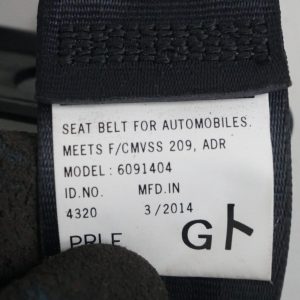 SEAT BELT FOR AUTOMOBILES.
MEETS F/CMVSS 209, ADR
MODEL: 6091404
ID.NO. MFD.IN
4320 3/2014
G